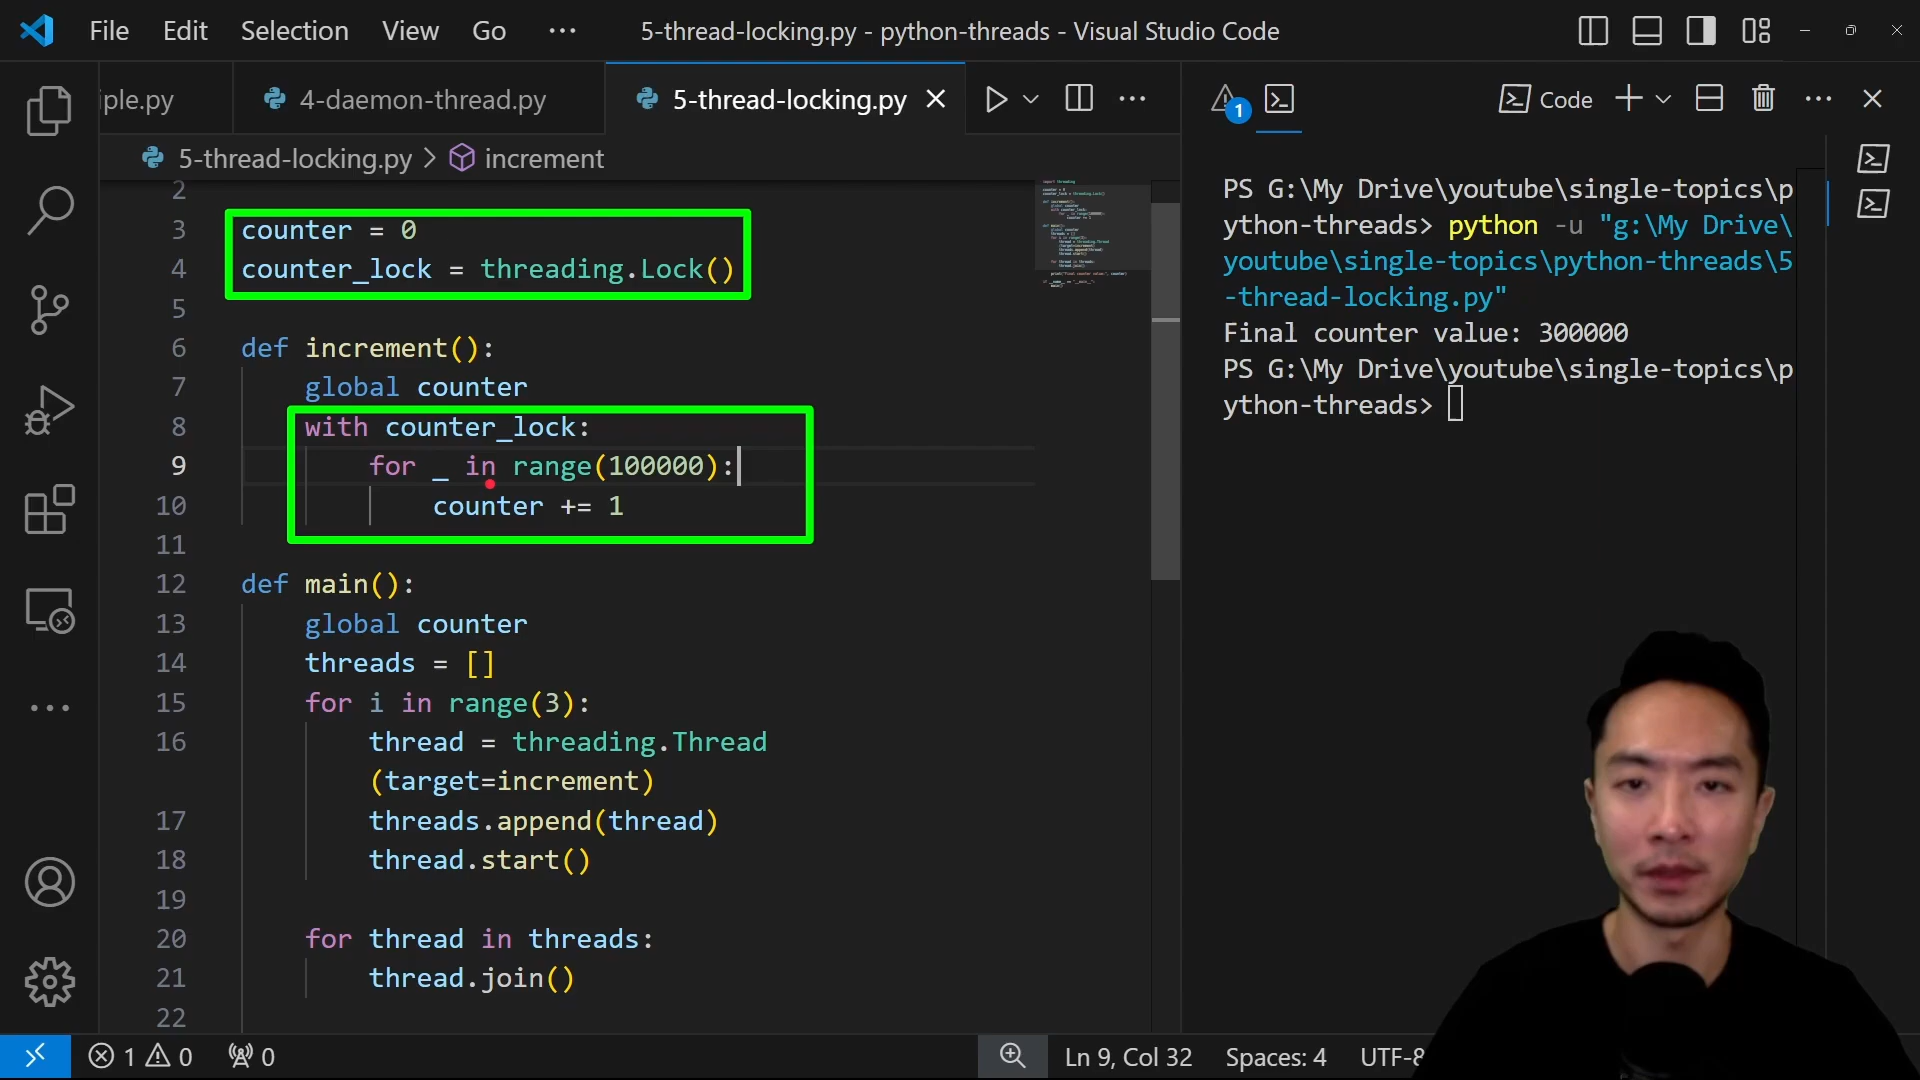 File Edit Selection View Go ··· 5-thread-locking.py - python-threads - Visual Studio Code
iple.py 4-daemon-thread.py 5-thread-locking.py
5-thread-locking.py > increment
2
3 counter = 0
4 counter_lock = threading.Lock()
5
6 def increment():
7 global counter
8 with counter_lock:
9 for _ in range(100000):
10 counter += 1
11
12 def main():
13 global counter
14 threads = []
15 for i in range(3):
16 thread = threading.Thread
(target=increment)
17 threads.append(thread)
18 thread.start()
19
20 for thread in threads:
21 thread.join()
22
1 Code
PS G:\My Drive\youtube\single-topics\p
ython-threads> python -u "g:\My Drive\
youtube\single-topics\python-threads\5
-thread-locking.py"
Final counter value: 300000
PS G:\My Drive\youtube\single-topics\p
ython-threads>
1 0 0 Ln 9, Col 32 Spaces: 4 UTF-8